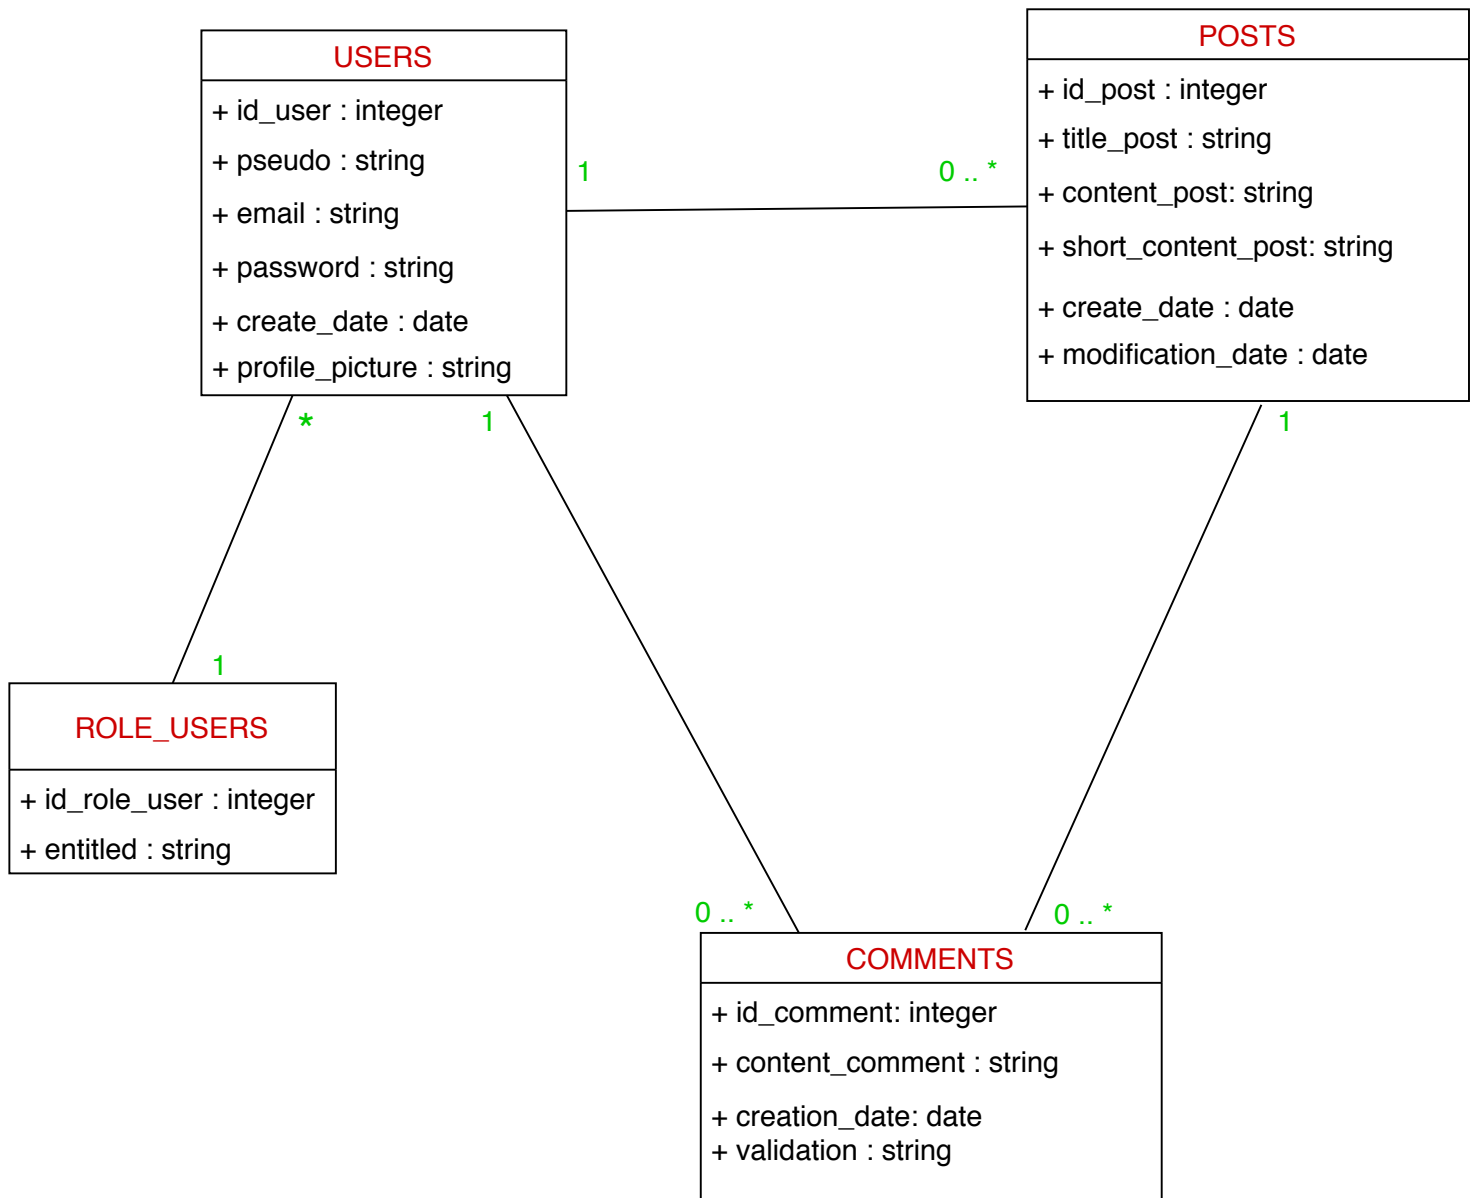 USERS
+ id_user : integer
+ pseudo : string
+ email : string
+ password : string
+ create_date : date
+ profile_picture : string
1
0 .. *
POSTS
+ id_post : integer
+ title_post : string
+ content_post: string
+ short_content_post: string
+ create_date : date
+ modification_date : date
*
1
1
1
ROLE_USERS
+ id_role_user : integer
+ entitled : string
0 .. *
0 .. *
COMMENTS
+ id_comment: integer
+ content_comment : string
+ creation_date: date
+ validation : string